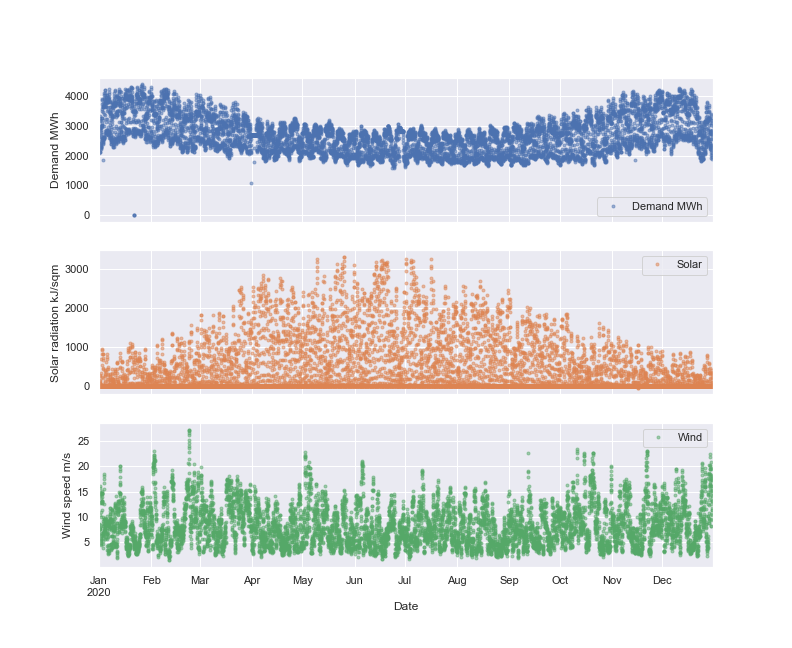 4000
3000
2000
1000
0
Demand MWh
Demand MWh
3000
2000
1000
0
Solar radiation kJ/sqm
Solar
25
20
15
10
5
Wind speed m/s
Wind
Jan Feb Mar Apr May Jun Jul Aug Sep Oct Nov Dec
2020
Date